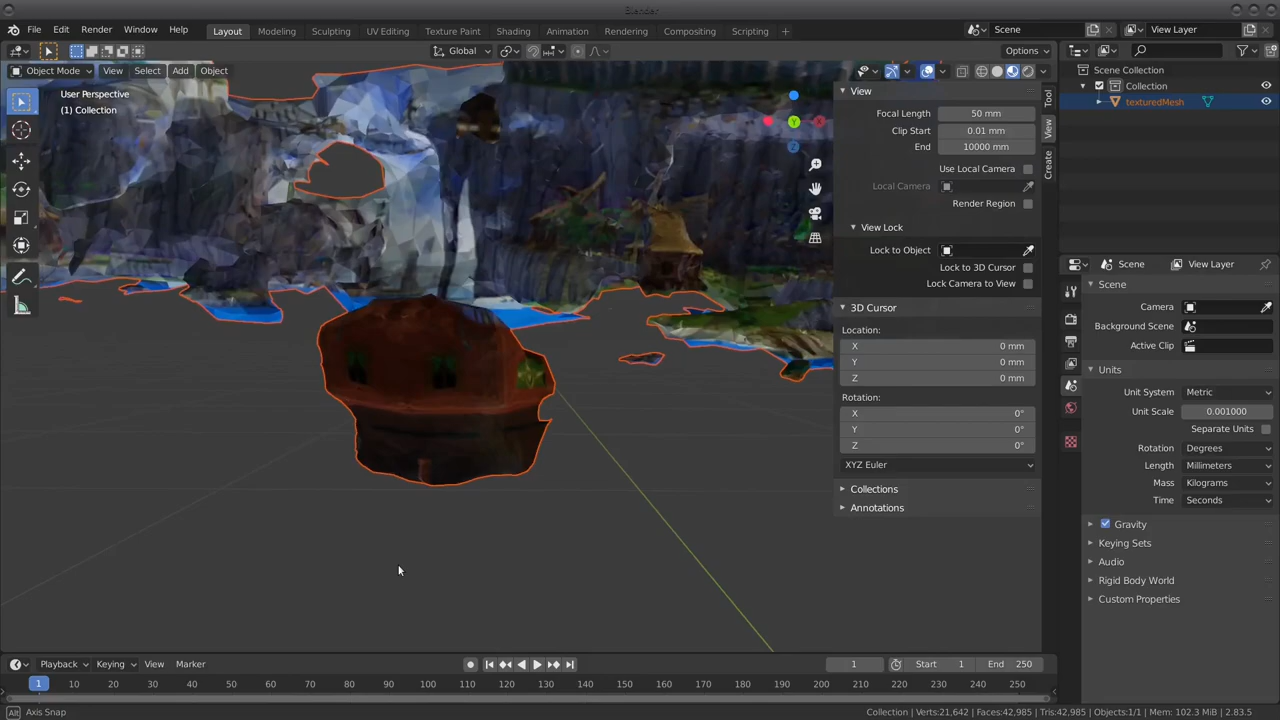 Blender
File Edit Render Window Help Layout Modeling Sculpting UV Editing Texture Paint Shading Animation Rendering Compositing Scripting + Scene View Layer
Global Options
Object Mode View Select Add Object
User Perspective
(1) Collection
Y
Z
View
Focal Length 50 mm
Clip Start 0.01 mm
End 10000 mm
Use Local Camera
Local Camera
Render Region
View Lock
Lock to Object
Lock to 3D Cursor
Lock Camera to View
3D Cursor
Location:
X 0 mm
Y 0 mm
Z 0 mm
Rotation:
X 0°
Y 0°
Z 0°
XYZ Euler
Collections
Annotations
Tool
View
Create
Scene Collection
Collection
texturedMesh
Scene View Layer
Scene
Camera
Background Scene
Active Clip
Units
Unit System Metric
Unit Scale 0.001000
Separate Units
Rotation Degrees
Length Millimeters
Mass Kilograms
Time Seconds
Gravity
Keying Sets
Audio
Rigid Body World
Custom Properties
Playback Keying View Marker 1 Start 1 End 250
1 10 20 30 40 50 60 70 80 90 100 110 120 130 140 150 160 170 180 190 200 210 220 230 240 250
Alt Axis Snap Collection | Verts:21,642 | Faces:42,985 | Tris:42,985 | Objects:1/1 | Mem: 102.3 MiB | 2.83.5